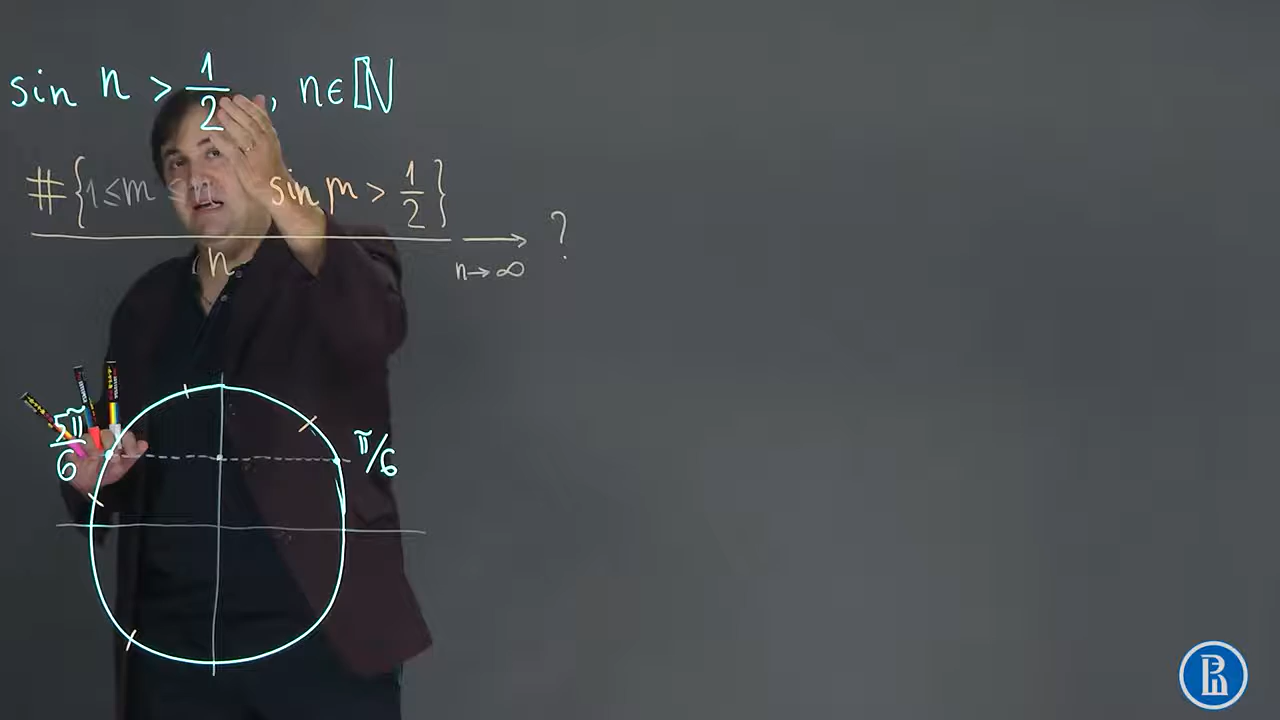 sin n > 1/2, n∈ℕ
#{1≤m≤n sin m > 1/2}
n
⟶ n→∞ ?
5π/6
π/6